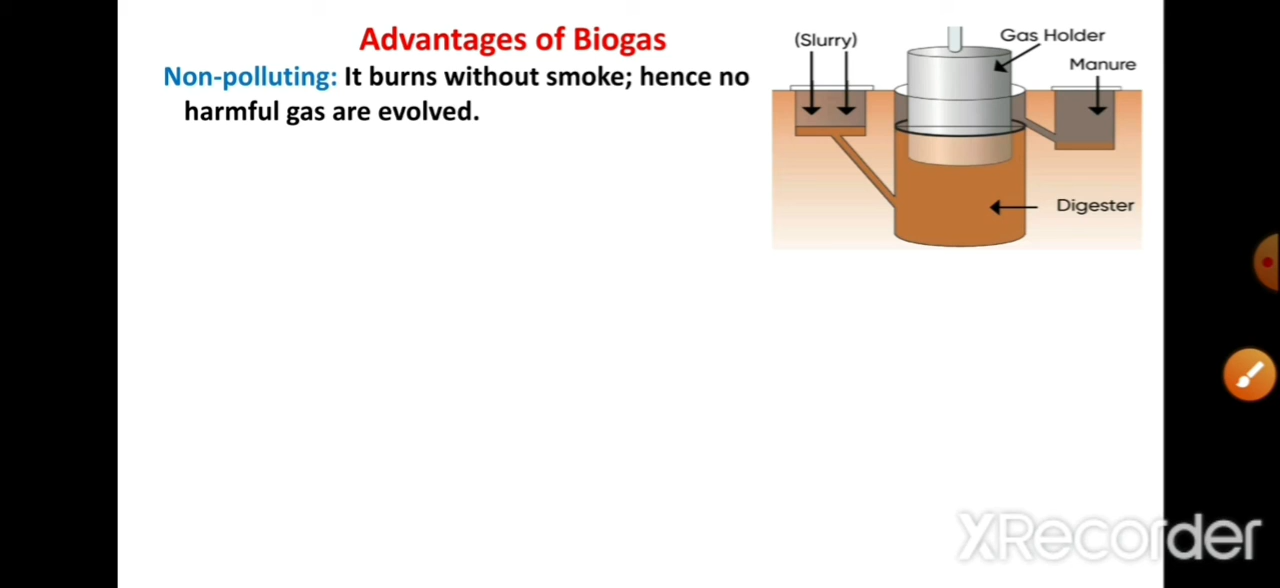 Advantages of Biogas
Non-polluting: It burns without smoke; hence no
harmful gas are evolved.
(Slurry)
Gas Holder
Manure
Digester
XRecorder